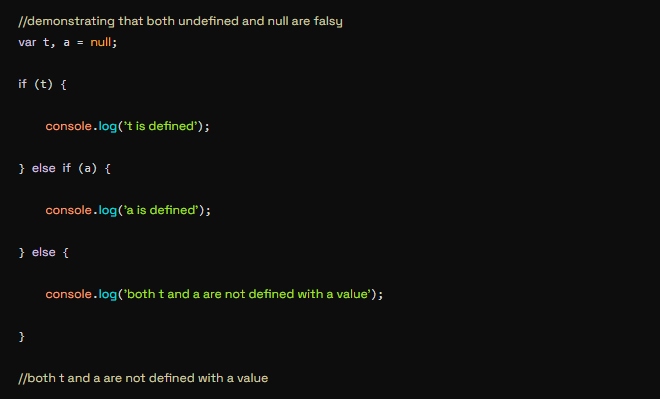 //demonstrating that both undefined and null are falsy
var t, a = null;
if (t) {
console.log('t is defined');
} else if (a) {
console.log('a is defined');
} else {
console.log('both t and a are not defined with a value');
}
//both t and a are not defined with a value